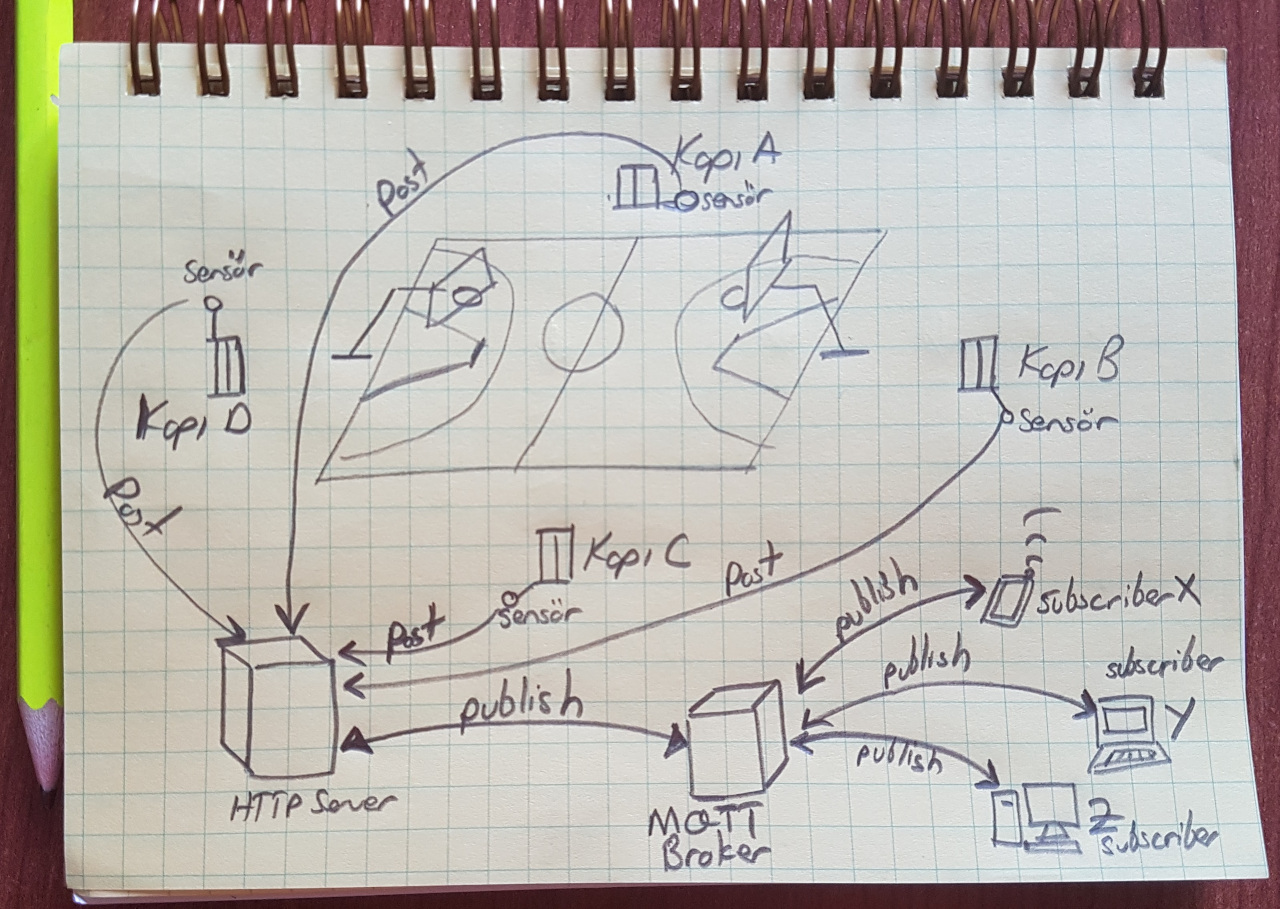 Kapı A
Post
sensör
sensör
Kapı B
Kapı D
sensör
Post
Kapı C
Post
publish
subscriber X
sensör
Post
publish
subscriber
Y
publish
publish
HTTP Server
MQTT
Broker
Z
subscriber